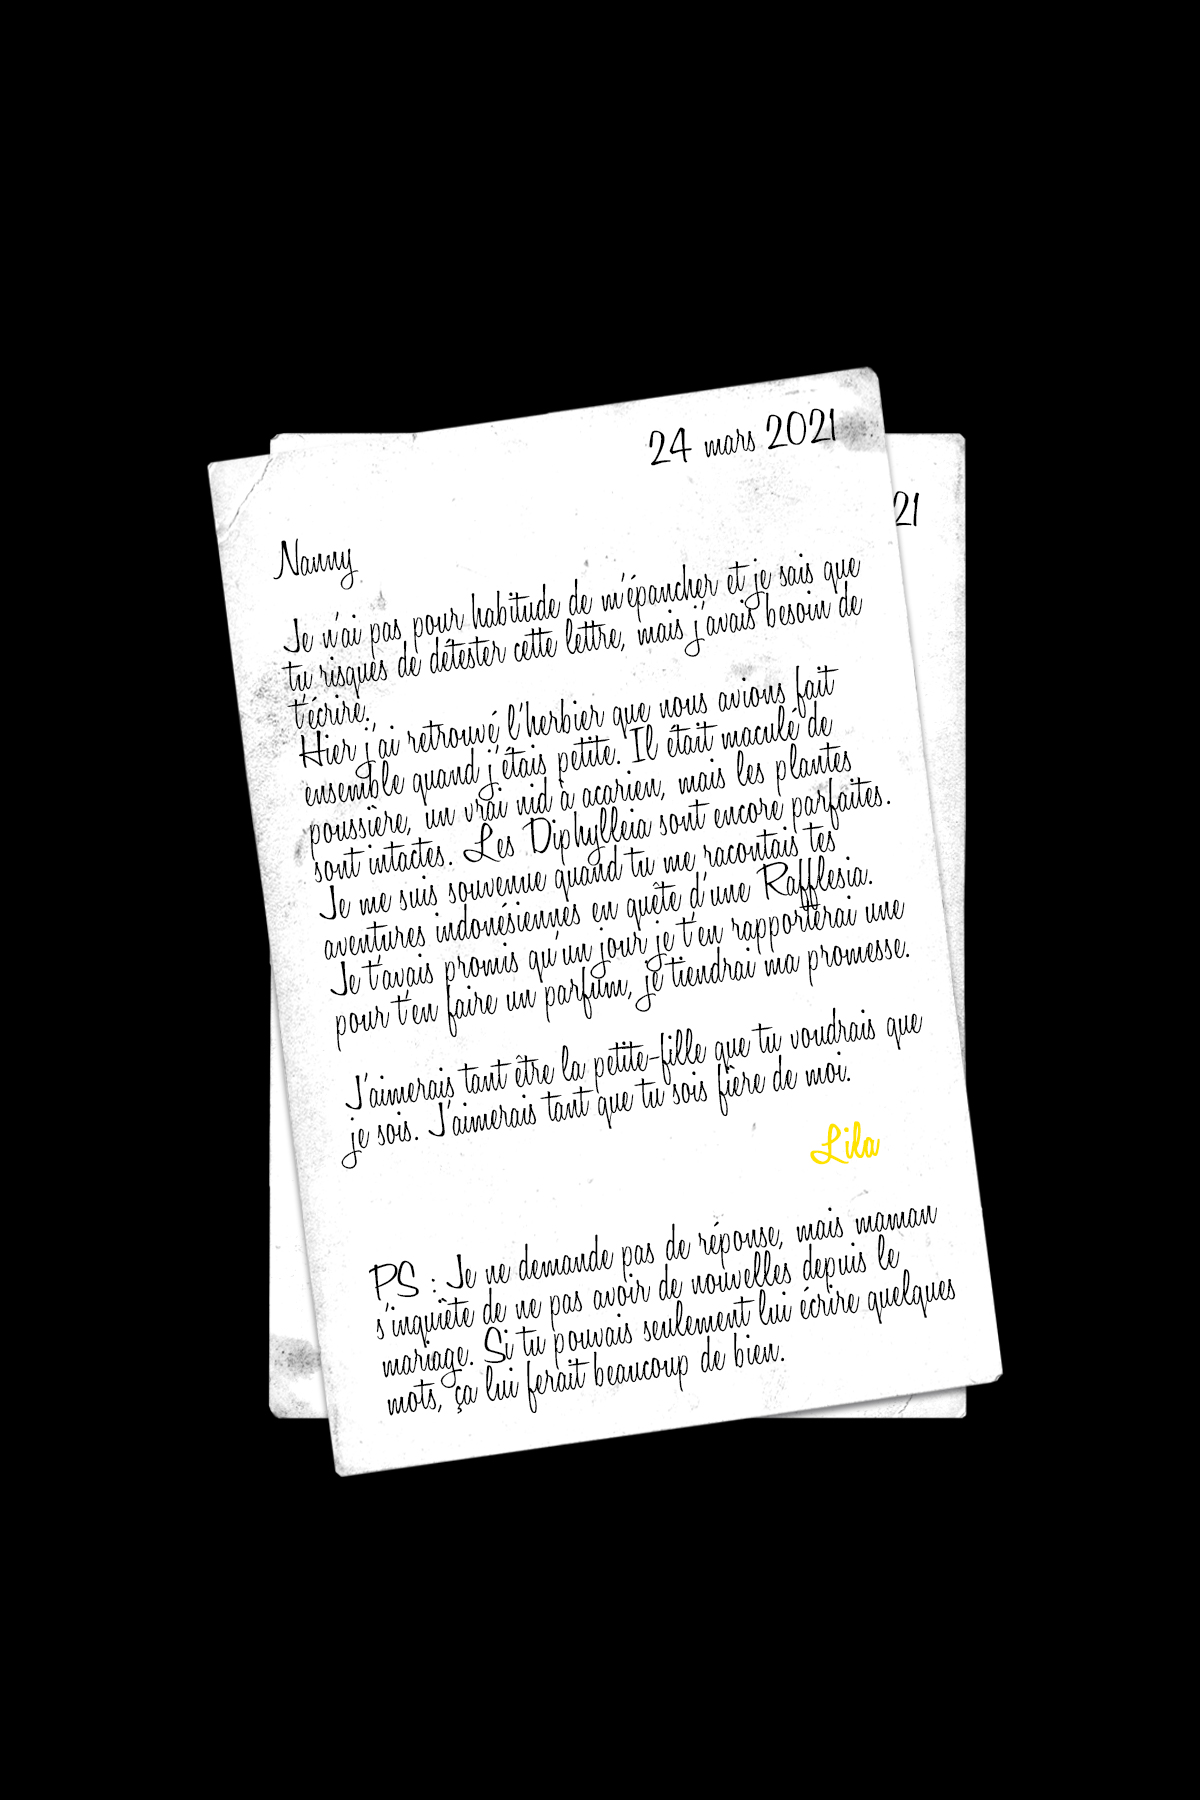 24 mars 2021
21
Nanny
Je n'ai pas pour habitude de m'épancher et je sais que
tu risques de détester cette lettre, mais j'avais besoin de
t'écrire.
Hier j'ai retrouvé l'herbier que nous avions fait
ensemble quand j'étais petite. Il était maculé de
poussière, un vrai nid à acarien, mais les plantes
sont intactes. Les Diphylleia sont encore parfaites.
Je me suis souvenue quand tu me racontais tes
aventures indonésiennes en quête d'une Rafflesia.
Je t'avais promis qu'un jour je t'en rapporterai une
pour t'en faire un parfum, je tiendrai ma promesse.
J'aimerais tant être la petite-fille que tu voudrais que
je sois. J'aimerais tant que tu sois fière de moi.
Lila
PS : Je ne demande pas de réponse, mais maman
s'inquiète de ne pas avoir de nouvelles depuis le
mariage. Si tu pouvais seulement lui écrire quelques
mots, ça lui ferait beaucoup de bien.